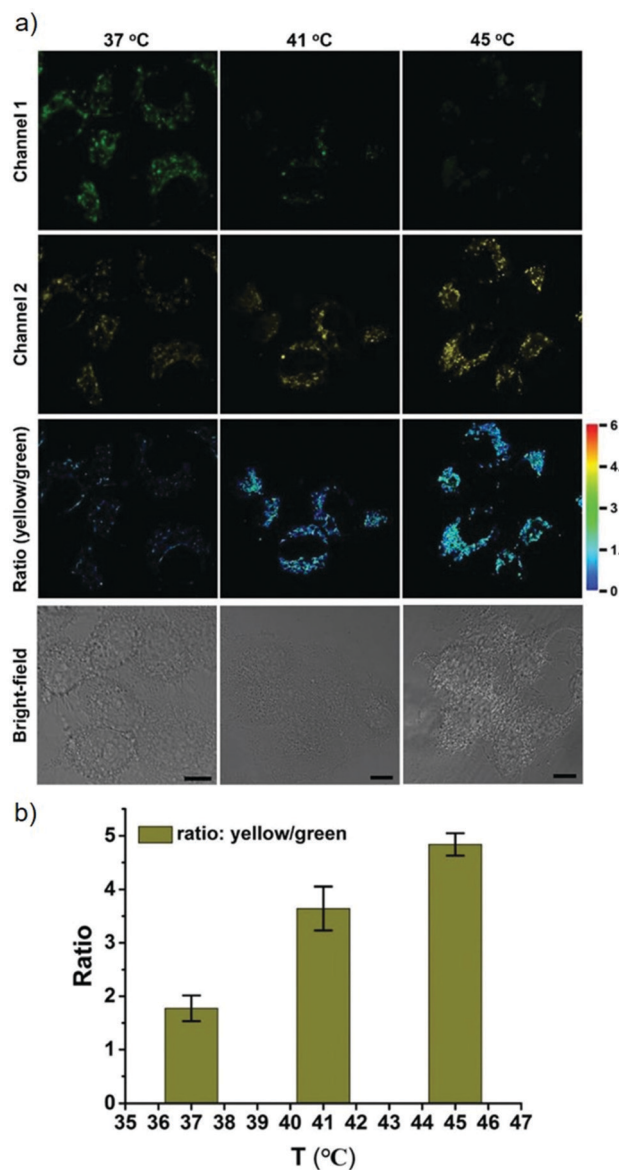 a)
37 °C 41 °C 45 °C
Channel 1
Channel 2
Ratio (yellow/green)
6
4.
3
1.
0
Bright-field
b)
ratio: yellow/green
Ratio
5
4
3
2
1
0
35 36 37 38 39 40 41 42 43 44 45 46 47
T (°C)